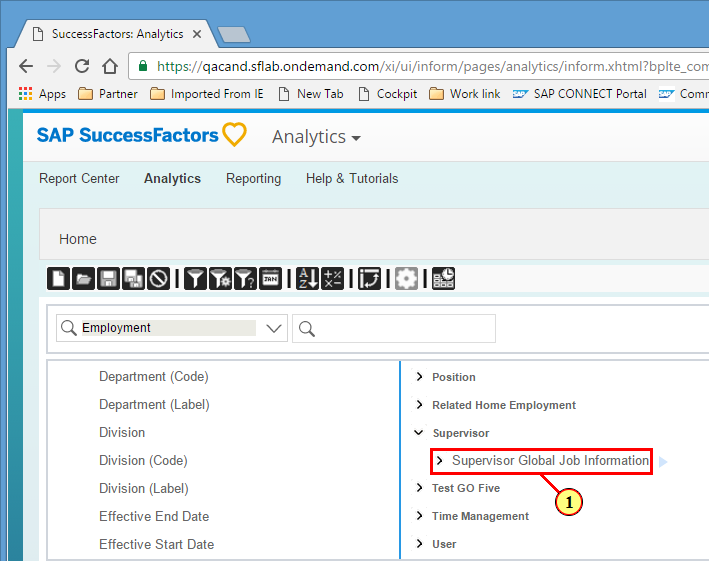 SuccessFactors: Analytics
https://qacand.sflab.ondemand.com/xi/ui/inform/pages/analytics/inform.xhtml?bplte_com
Apps Partner Imported From IE New Tab Cockpit Work link SAP CONNECT Portal Comm
SAP SuccessFactors Analytics
Report Center Analytics Reporting Help & Tutorials
Home
JAN A Z
Employment
Department (Code)
Department (Label)
Division
Division (Code)
Division (Label)
Effective End Date
Effective Start Date
Position
Related Home Employment
Supervisor
Supervisor Global Job Information
1
Test GO Five
Time Management
User